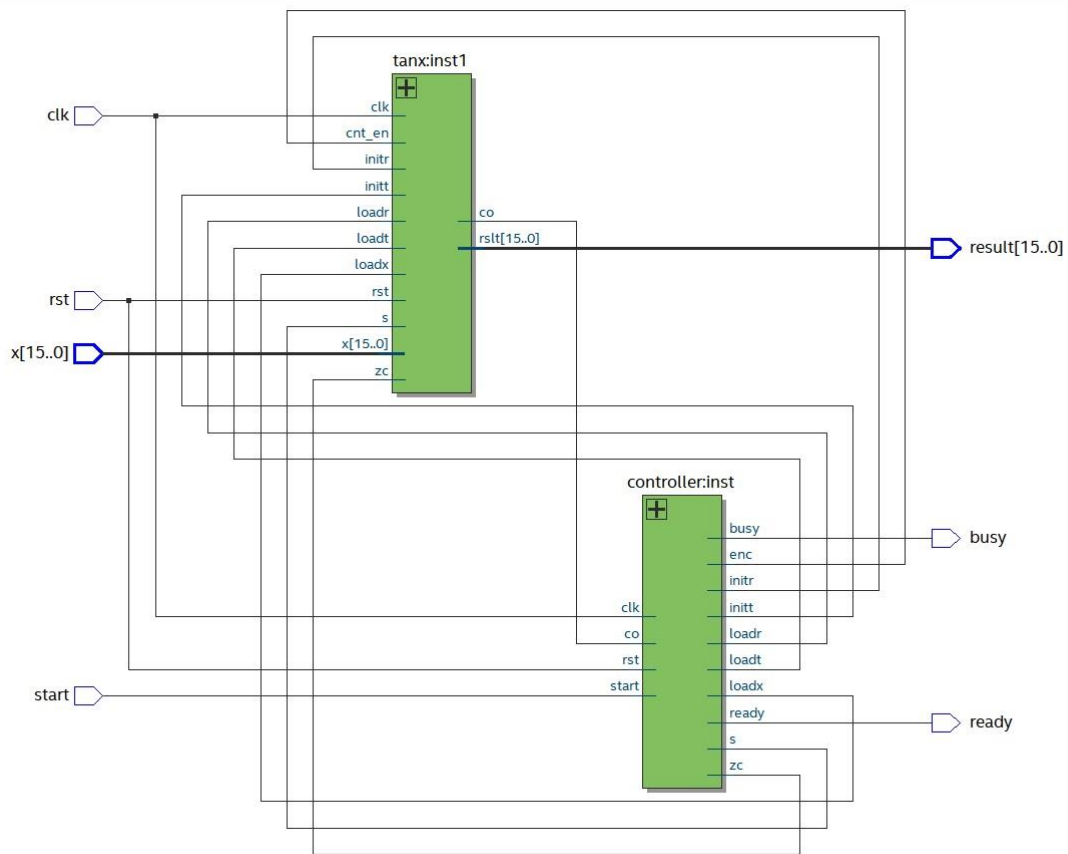 tanx:inst1
clk
clk
cnt_en
initr
initt
loadr
co
loadt
rslt[15..0]
result[15..0]
loadx
rst
rst
s
x[15..0]
x[15..0]
zc
controller:inst
busy
busy
enc
initr
clk
initt
co
loadr
rst
loadt
start
start
loadx
ready
ready
s
zc